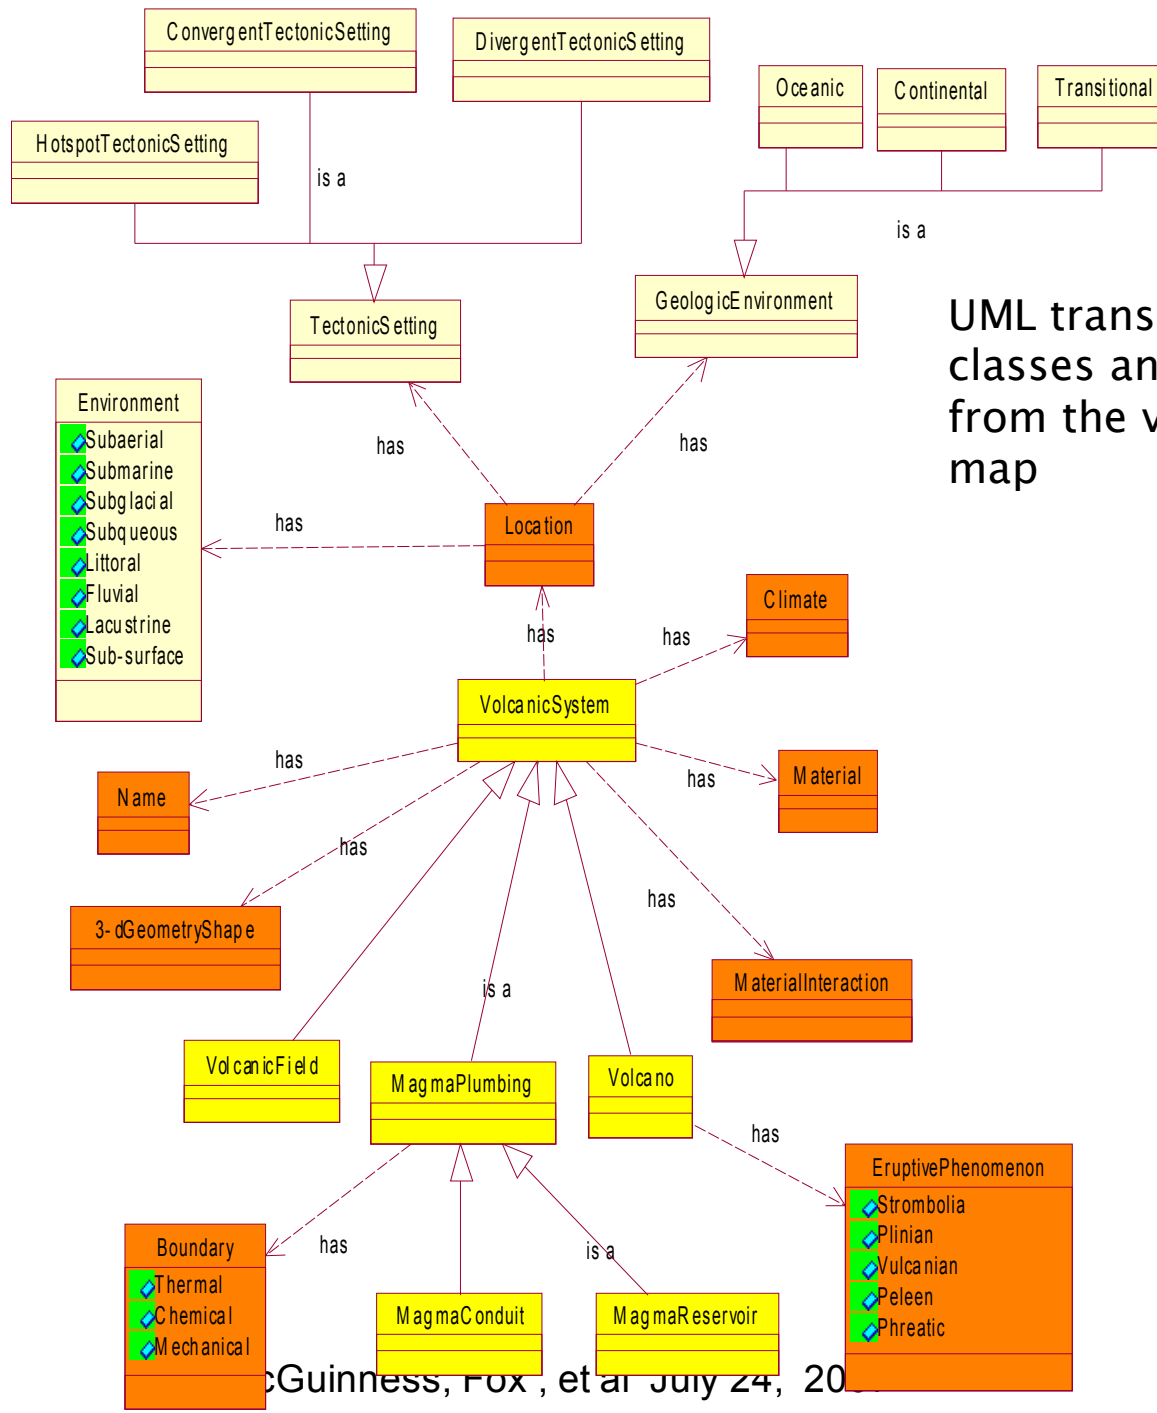 ConvergentTectonicSetting
DivergentTectonicSetting
Oceanic
Continental
Transitional
HotspotTectonicSetting
is a
is a
TectonicSetting
GeologicEnvironment
UML trans
classes an
from the v
map
Environment
Subaerial
Submarine
Subglacial
Subqueous
Littoral
Fluvial
Lacustrine
Sub-surface
has
has
has
Location
Climate
has
has
VolcanicSystem
has
Name
has
Material
has
3-dGeometryShape
has
MaterialInteraction
is a
VolcanicField
MagmaPlumbing
Volcano
has
EruptivePhenomenon
Strombolia
Plinian
Vulcanian
Peleen
Phreatic
has
Boundary
Thermal
Chemical
Mechanical
is a
MagmaConduit
MagmaReservoir
cGuinness, Fox , et al July 24,